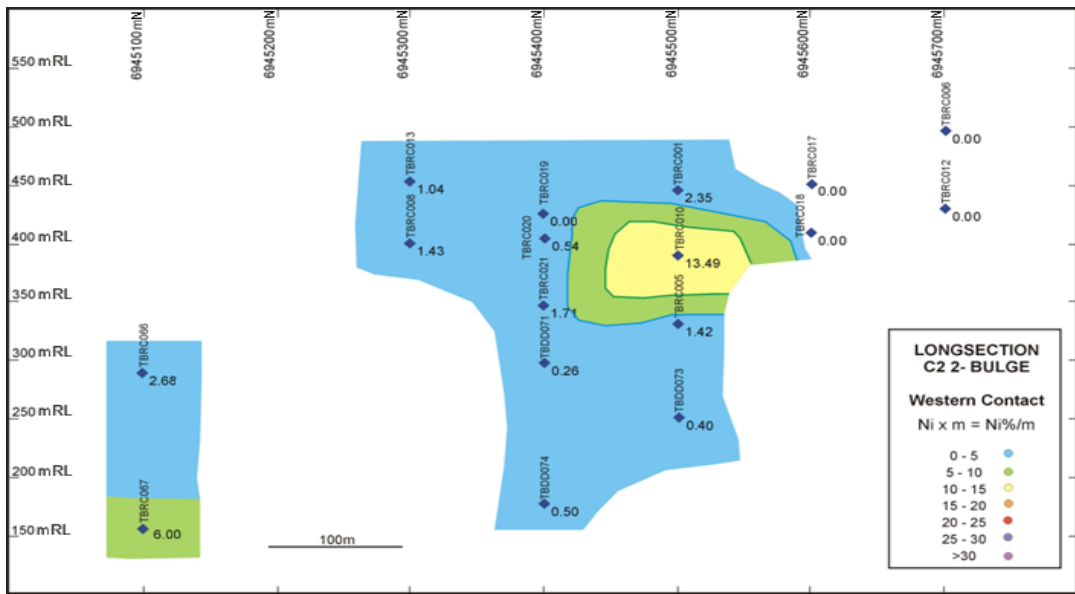 6945100mN
6945200mN
6945300mN
6945400mN
6945500mN
6945600mN
6945700mN
550 mRL
500 mRL
450 mRL
400 mRL
350 mRL
300 mRL
250 mRL
200 mRL
150 mRL
TBRC066
2.68
TBRC067
6.00
TBRC013
1.04
TBRC008
1.43
TBRC019
0.00
TBRC020
0.54
TBRC021
1.71
TBDD071
0.26
TBDD074
0.50
TBRC001
2.35
TBRC010
13.49
TBRC005
1.42
TBDD073
0.40
TBRC017
0.00
TBRC018
0.00
TBRC006
0.00
TBRC012
0.00
100m
LONGSECTION
C2 2- BULGE
Western Contact
Ni x m = Ni%/m
0 - 5
5 - 10
10 - 15
15 - 20
20 - 25
25 - 30
>30